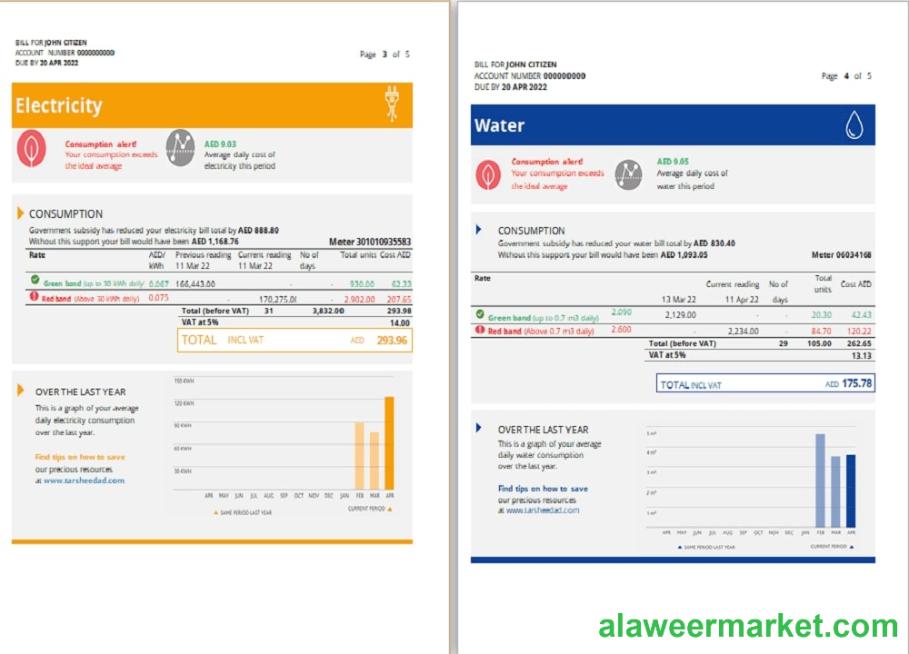 BILL FOR JOHN CITIZEN
ACCOUNT NUMBER 0000000000
DUE BY 20 APR 2022
Page 3 of 5
Electricity
Consumption alert!
Your consumption exceeds
the ideal average
AED 9.03
Average daily cost of
electricity this period
CONSUMPTION
Government subsidy has reduced your electricity bill total by AED 888.80
Without this support your bill would have been AED 1,168.76
Meter 301010935583
Rate AED/ kWh Previous reading 11 Mar 22 Current reading 11 Mar 22 No of days Total units Cost AED
Green band (up to 30 kWh daily) 0.067 166,443.00 - - 930.00 62.33
Red band (Above 30 kWh daily) 0.075 - 170,275.00 - 2,902.00 207.65
Total (before VAT) 31 3,832.00 293.98
VAT at 5% 14.00
TOTAL INCL VAT AED 293.96
OVER THE LAST YEAR
This is a graph of your average
daily electricity consumption
over the last year.
Find tips on how to save
our precious resources
at www.tarsheedad.com
150 KWH
120 KWH
90 KWH
60 KWH
30 KWH
APR MAY JUN JUL AUG SEP OCT NOV DEC JAN FEB MAR APR
SAME PERIOD LAST YEAR
CURRENT PERIOD
BILL FOR JOHN CITIZEN
ACCOUNT NUMBER 000000000
DUE BY 20 APR 2022
Page 4 of 5
Water
Consumption alert!
Your consumption exceeds
the ideal average
AED 9.05
Average daily cost of
water this period
CONSUMPTION
Government subsidy has reduced your water bill total by AED 830.40
Without this support your bill would have been AED 1,093.05
Meter 06034168
Rate 13 Mar 22 Current reading 11 Apr 22 No of days Total units Cost AED
Green band (up to 0.7 m3 daily) 2.090 2,129.00 - - 20.30 42.43
Red band (Above 0.7 m3 daily) 2.600 - 2,234.00 - 84.70 120.22
Total (before VAT) 29 105.00 262.65
VAT at 5% 13.13
TOTAL INCL VAT AED 175.78
OVER THE LAST YEAR
This is a graph of your average
daily water consumption
over the last year.
Find tips on how to save
our precious resources
at www.tarsheedad.com
5 m³
4 m³
3 m³
2 m³
1 m³
APR MAY JUN JUL AUG SEP OCT NOV DEC JAN FEB MAR APR
SAME PERIOD LAST YEAR
CURRENT PERIOD
alaweermarket.com